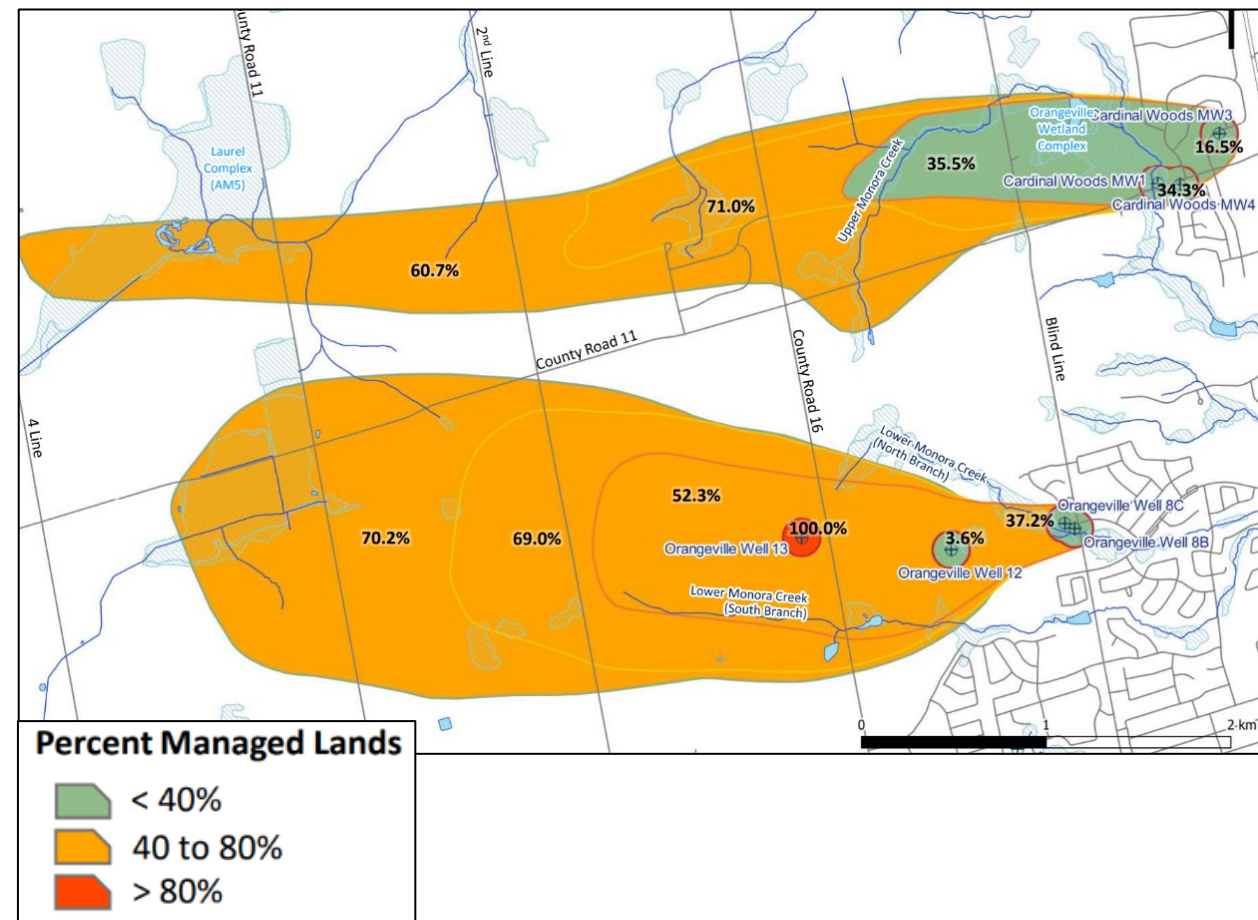 ounty Road 11
2nd Line
Laurel
Complex
(AM5)
Orangeville
Wetland
Complex
Cardinal Woods MW3
16.5%
35.5%
Cardinal Woods MW1
34.3%
Cardinal Woods MW4
71.0%
Upper Monora Creek
60.7%
County Road 11
County Road 16
Blind Line
4 Line
Lower Monora Creek
(North Branch)
52.3%
Orangeville Well 8C
37.2%
100.0%
70.2%
69.0%
3.6%
Orangeville Well 8B
Orangeville Well 13
Orangeville Well 12
Lower Monora Creek
(South Branch)
0 1 2 km
Percent Managed Lands
< 40%
40 to 80%
> 80%